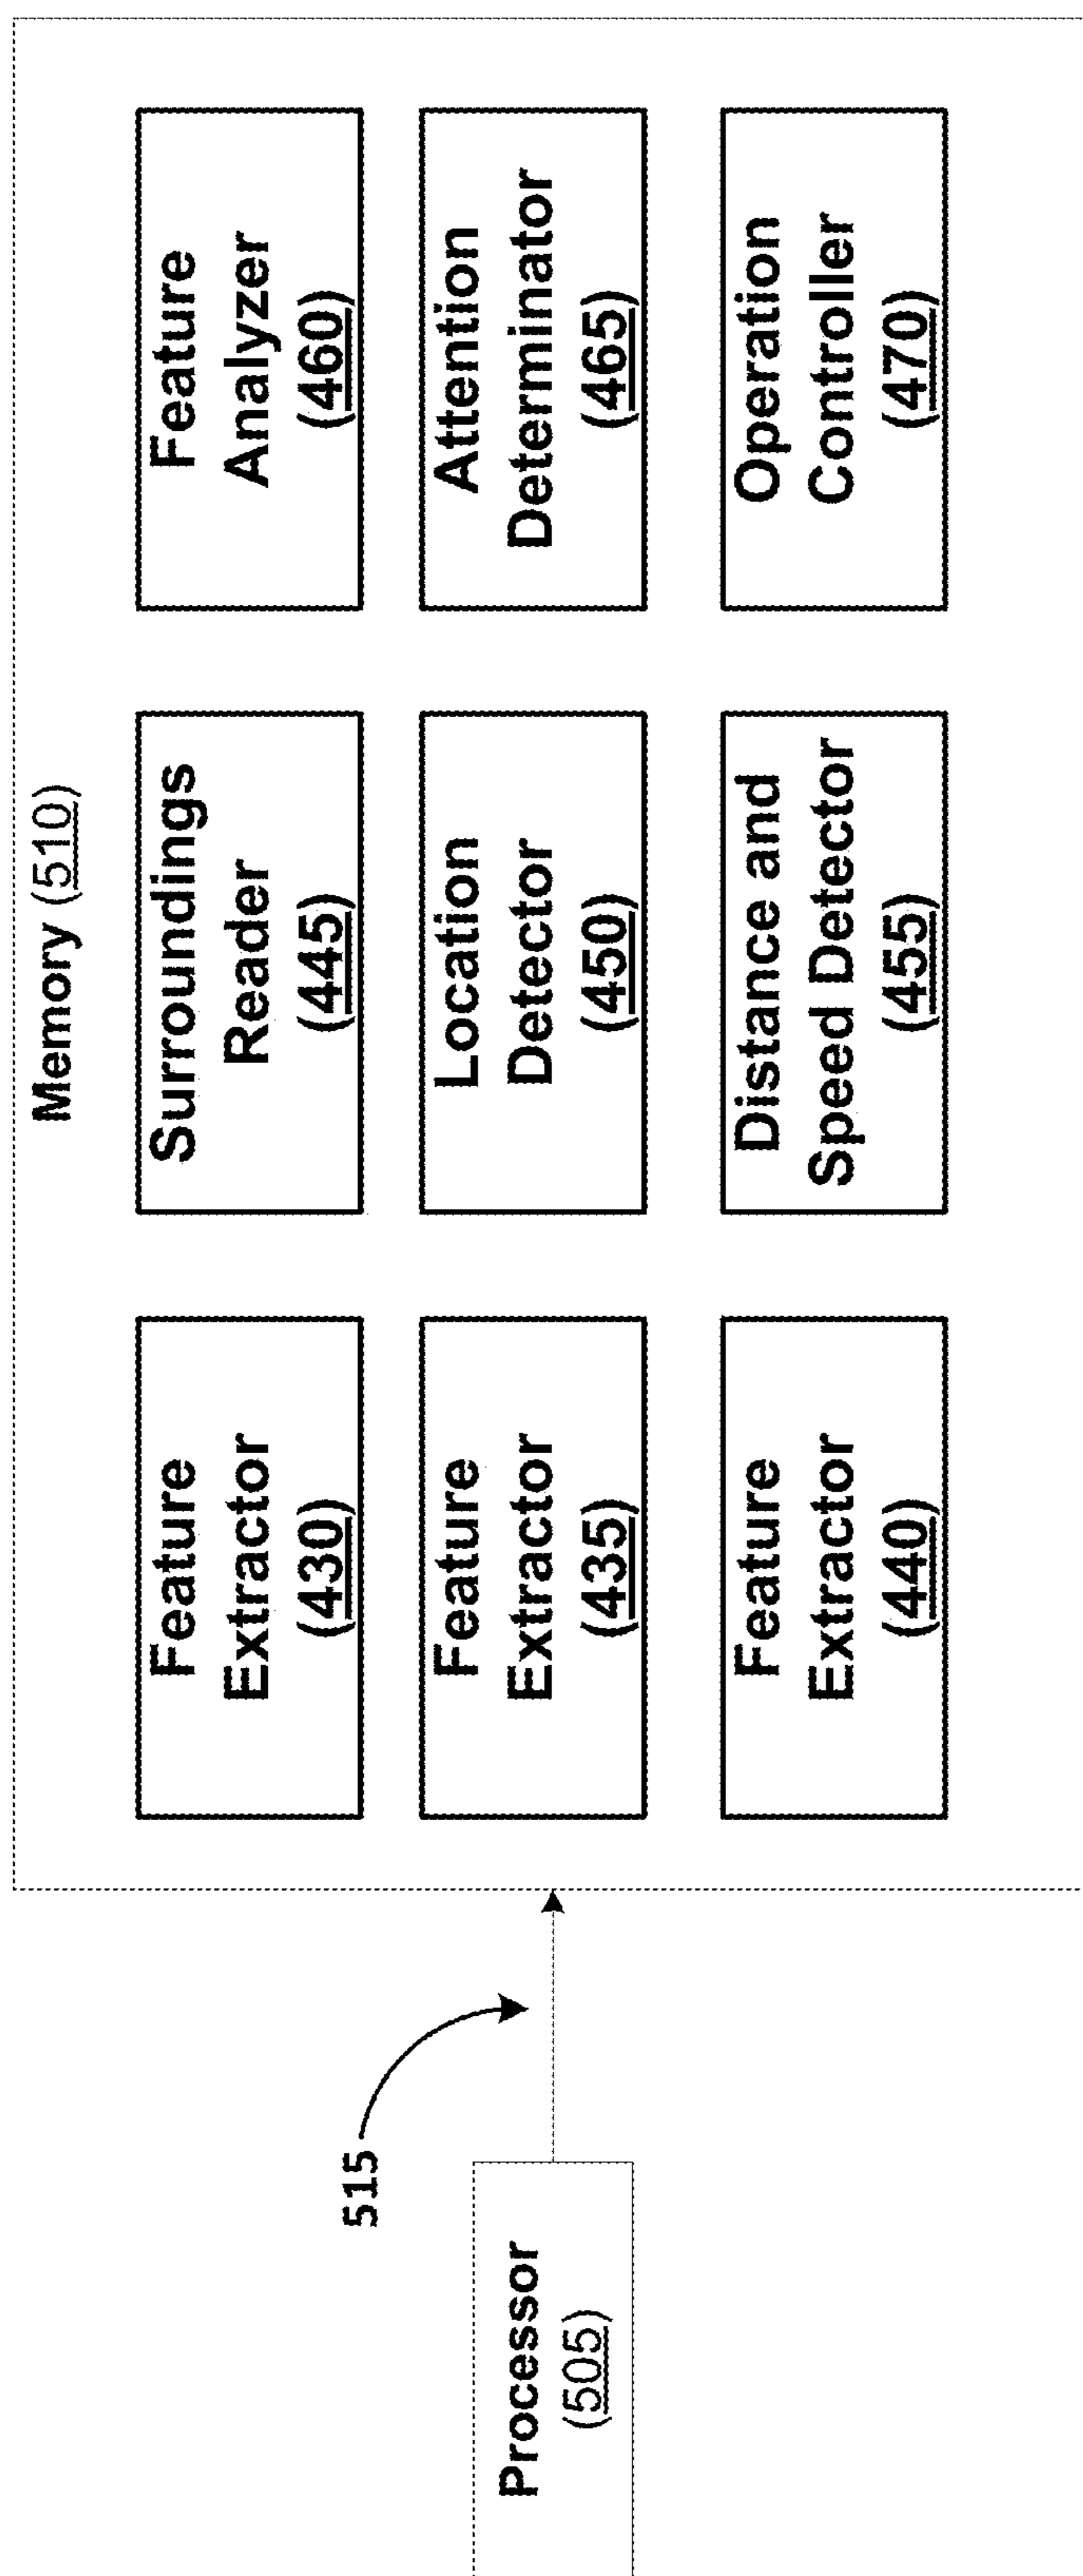 Memory (510)
Feature
Extractor
(430)
Surroundings
Reader
(445)
Feature
Analyzer
(460)
Feature
Extractor
(435)
Location
Detector
(450)
Attention
Determinator
(465)
Feature
Extractor
(440)
Distance and
Speed Detector
(455)
Operation
Controller
(470)
515
Processor
(505)